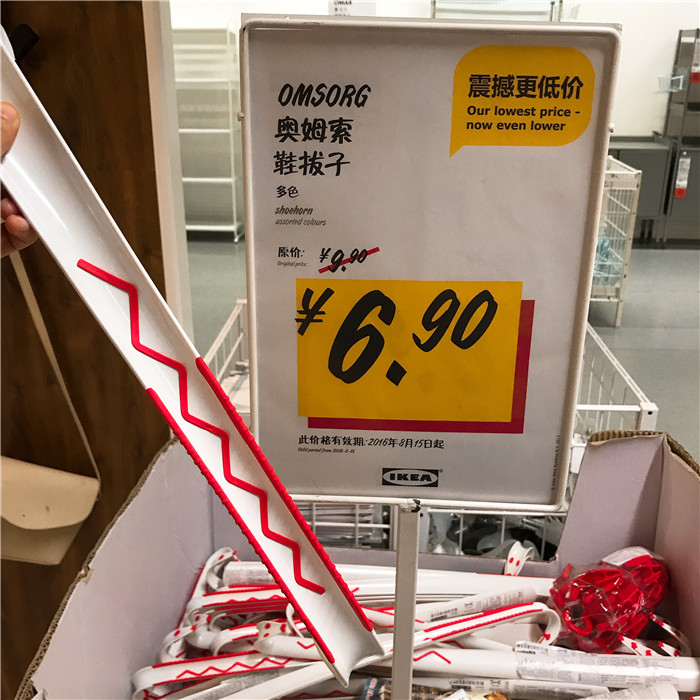 OMSORG
奥姆索
鞋拔子
多色
shoehorn
assorted colours
震撼更低价
Our lowest price -
now even lower
原价:
Original price:
¥9.90
¥6.90
此价格有效期:2016年8月15日起
Valid period from 2016-8-15
IKEA